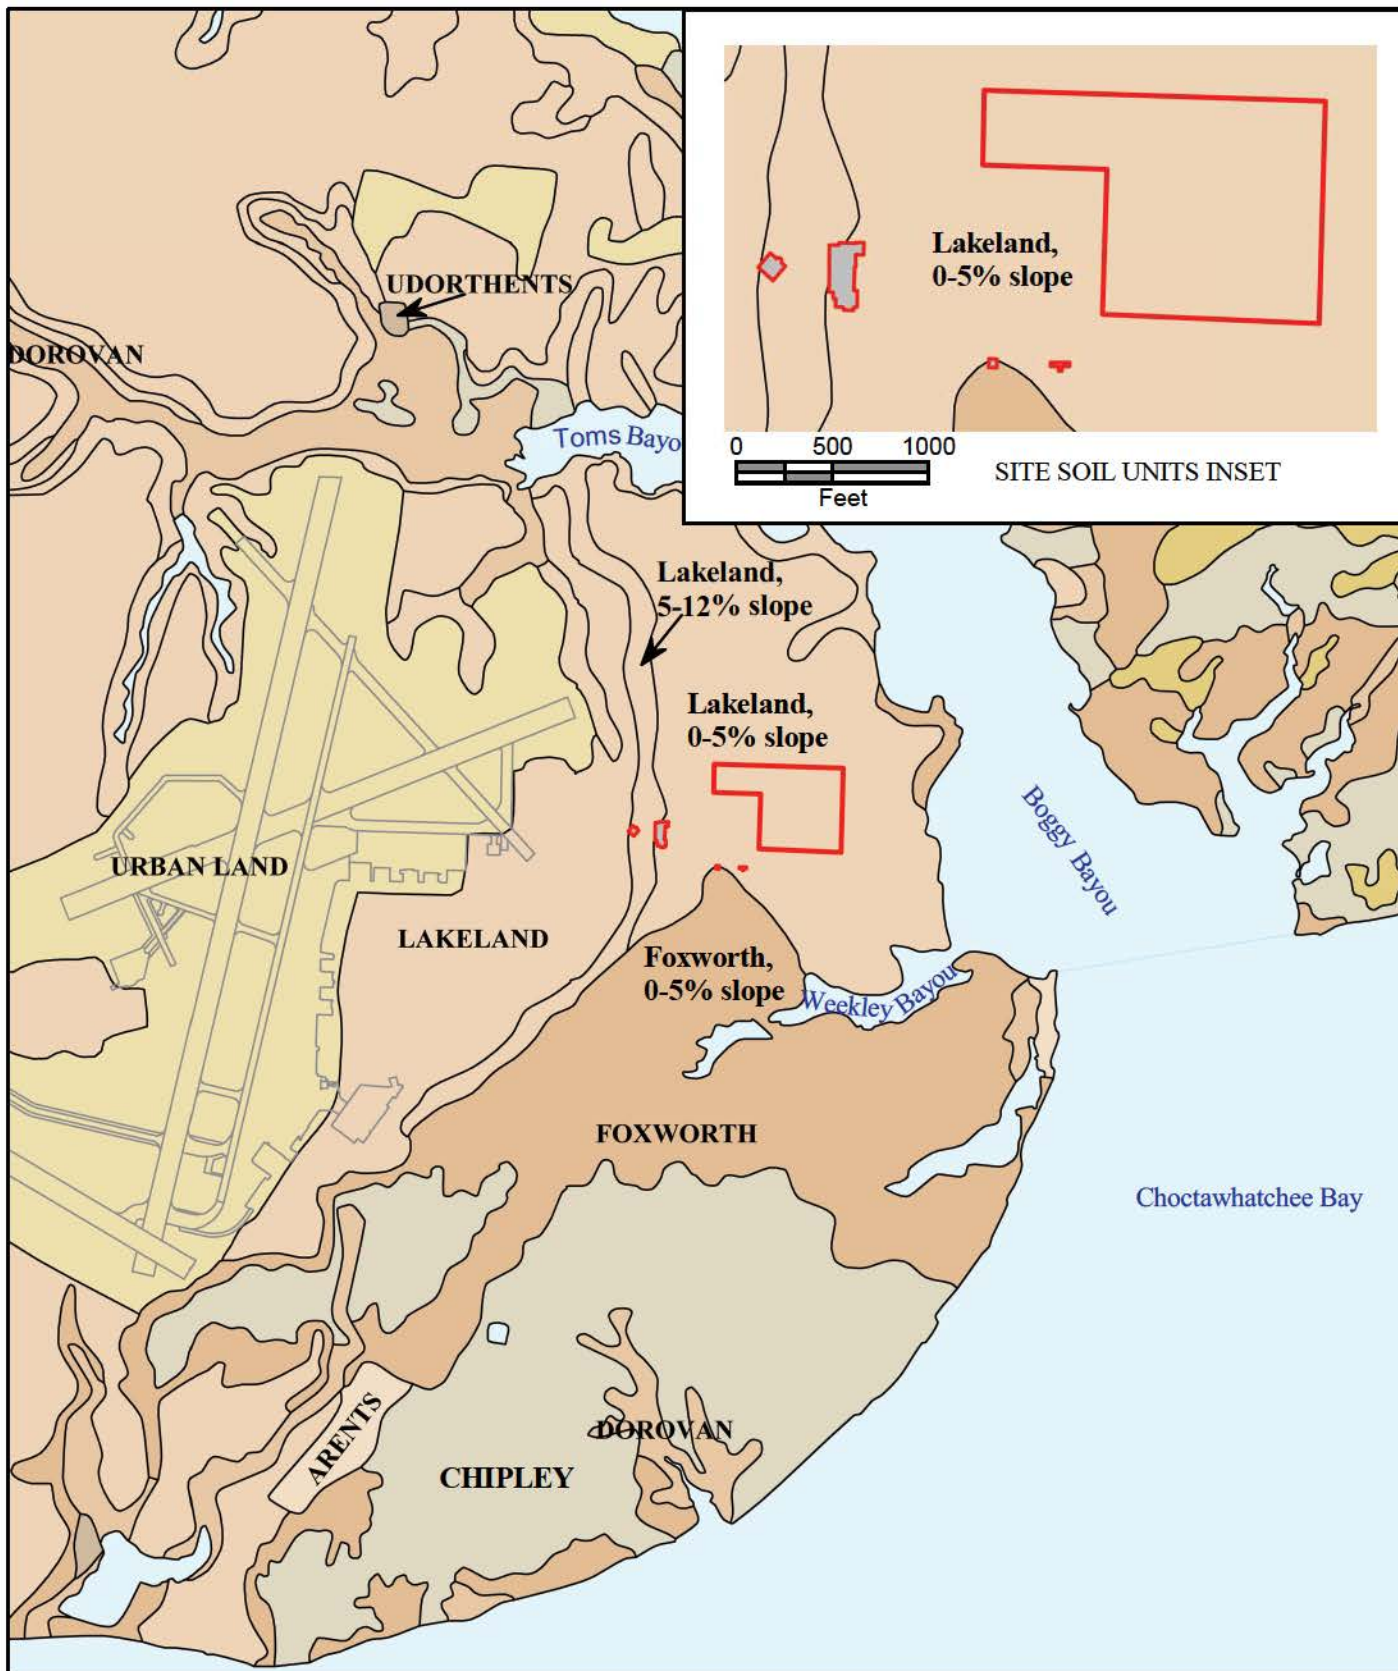 Lakeland,
0-5% slope
0 500 1000
Feet
SITE SOIL UNITS INSET
UDORTHENTS
DOROVAN
Toms Bayo
Lakeland,
5-12% slope
Lakeland,
0-5% slope
Boggy Bayou
URBAN LAND
LAKELAND
Foxworth,
0-5% slope
Weekley Bayou
FOXWORTH
Choctawhatchee Bay
ARENTS
DOROVAN
CHIPLEY